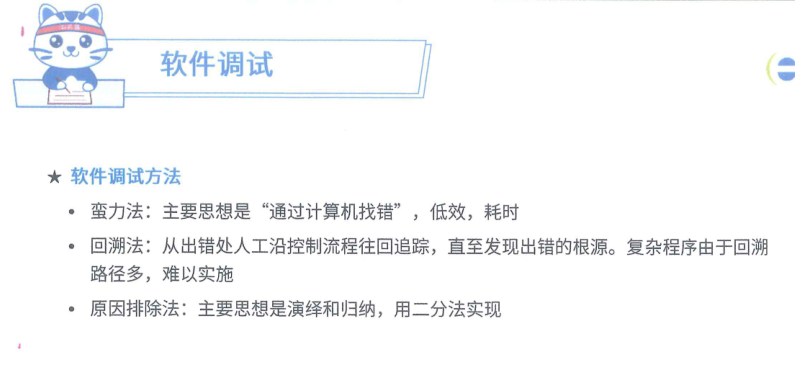 软件调试
★ 软件调试方法
• 蛮力法：主要思想是“通过计算机找错”，低效，耗时
• 回溯法：从出错处人工沿控制流程往回追踪，直至发现出错的根源。复杂程序由于回溯
路径多，难以实施
• 原因排除法：主要思想是演绎和归纳，用二分法实现